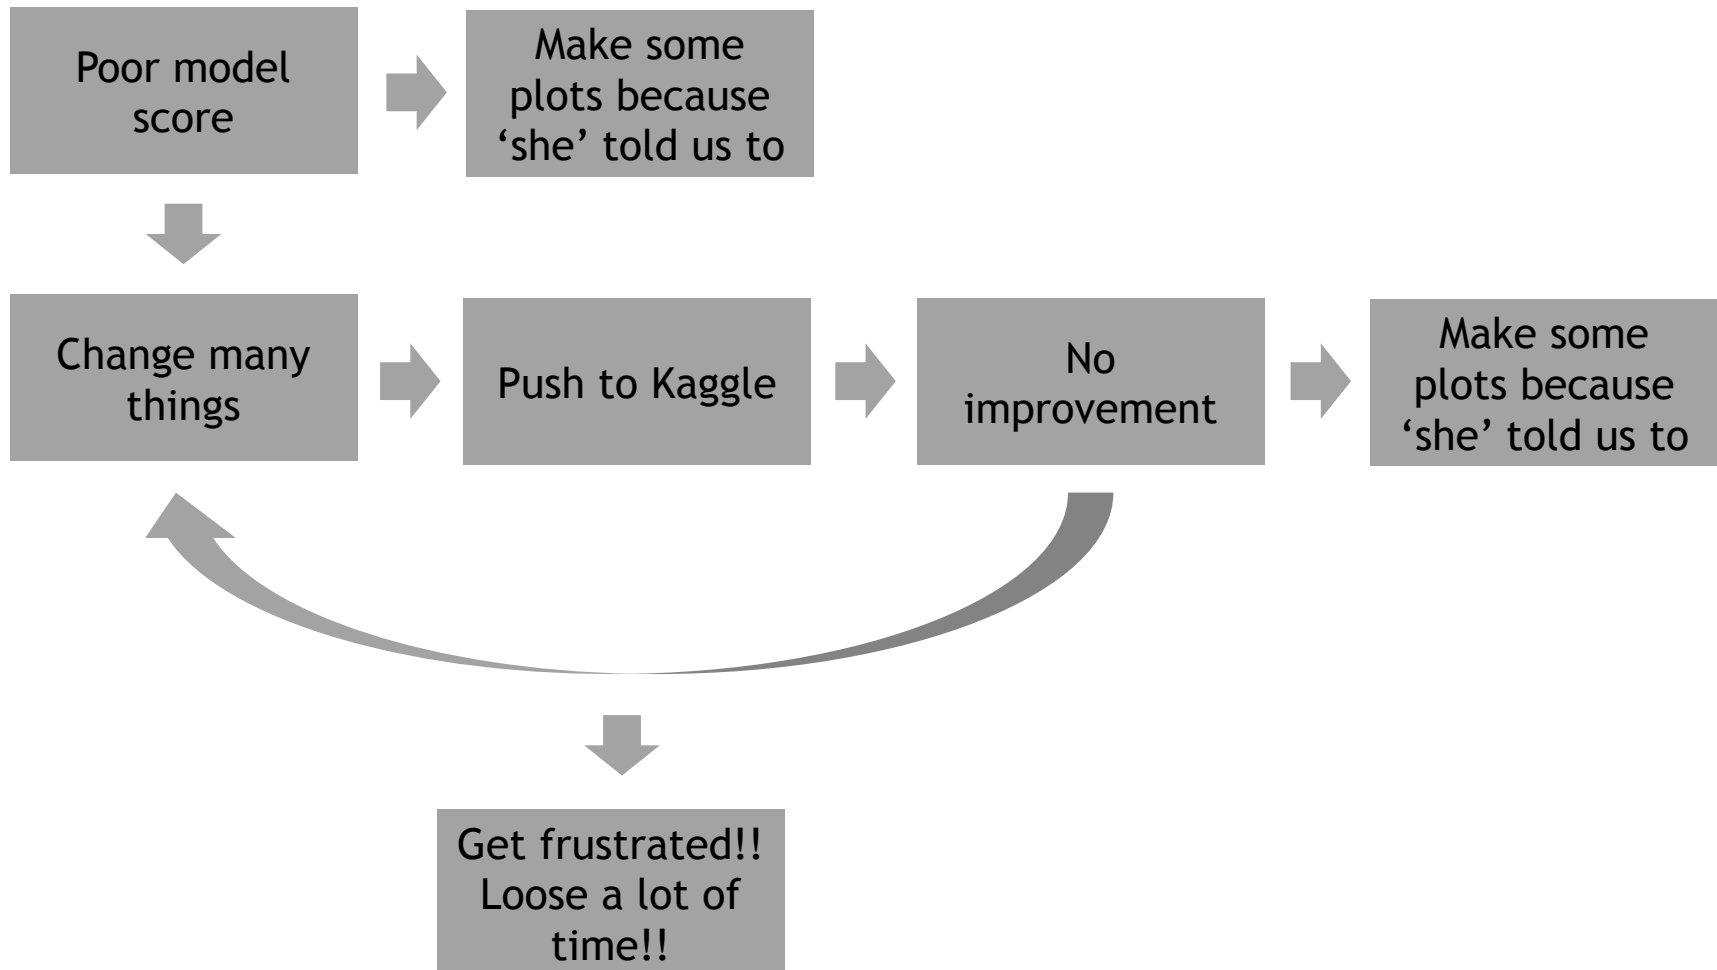 Poor model
score
Make some
plots because
‘she’ told us to
Change many
things
Push to Kaggle
No
improvement
Make some
plots because
‘she’ told us to
Get frustrated!!
Loose a lot of
time!!